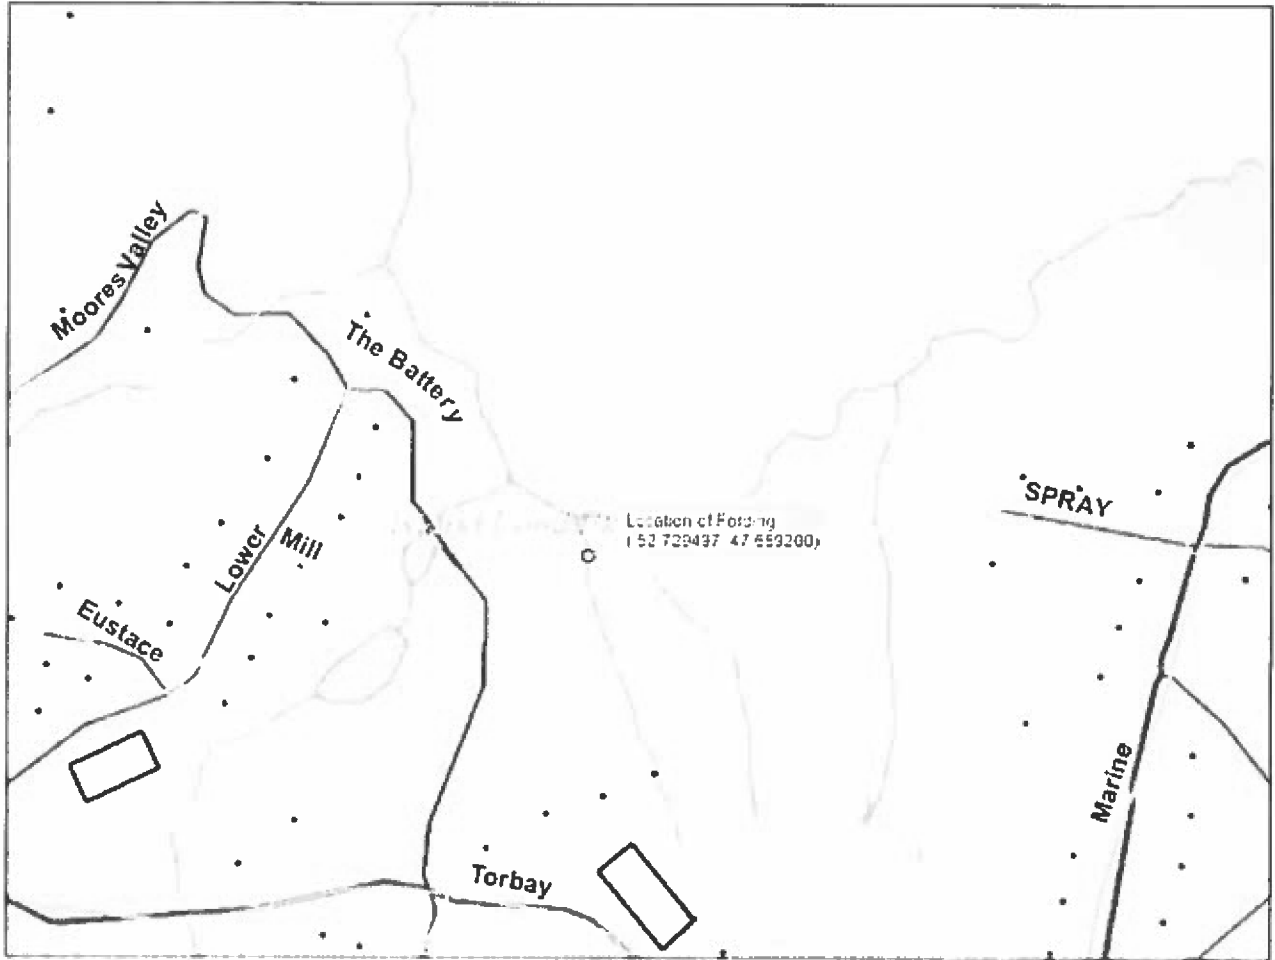 Moores Valley
The Battery
SPRAY
Location of Fording
Lower
Mill
Eustace
Marine
Torbay